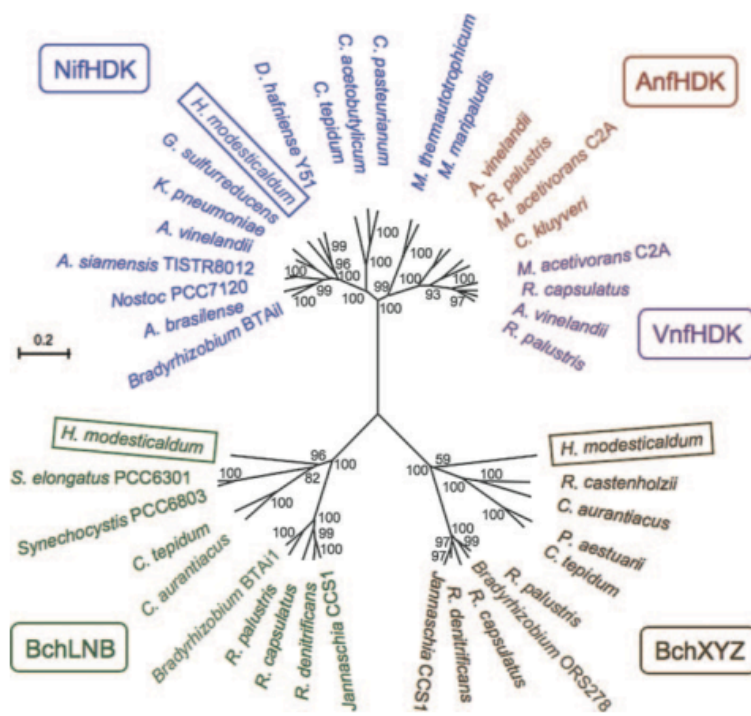 NifHDK
AnfHDK
VnfHDK
BchLNB
BchXYZ
0.2
Bradyrhizobium BTAil
A. brasilense
Nostoc PCC7120
A. siamensis TISTR8012
A. vinelandii
K. pneumoniae
G. sulfurreducens
H. modesticaldum
D. hafniense Y51
C. tepidum
C. acetobutylicum
C. pasteurianum
M. thermautotrophicum
M. maripaludis
A. vinelandii
R. palustris
M. acetivorans C2A
C. kluyveri
M. acetivorans C2A
R. capsulatus
A. vinelandii
R. palustris
99
96
100
99
100
100
100
100
99
100
100
100
100
93
97
H. modesticaldum
S. elongatus PCC6301
Synechocystis PCC6803
C. tepidum
C. aurantiacus
Bradyrhizobium BTAi1
R. palustris
R. capsulatus
R. denitrificans
Jannaschia CCS1
96
100
82
100
100
100
100
99
100
H. modesticaldum
R. castenholzii
C. aurantiacus
P. aestuarii
C. tepidum
R. palustris
Bradyrhizobium ORS278
R. capsulatus
R. denitrificans
Jannaschia CCS1
59
100
100
100
100
100
99
97
97